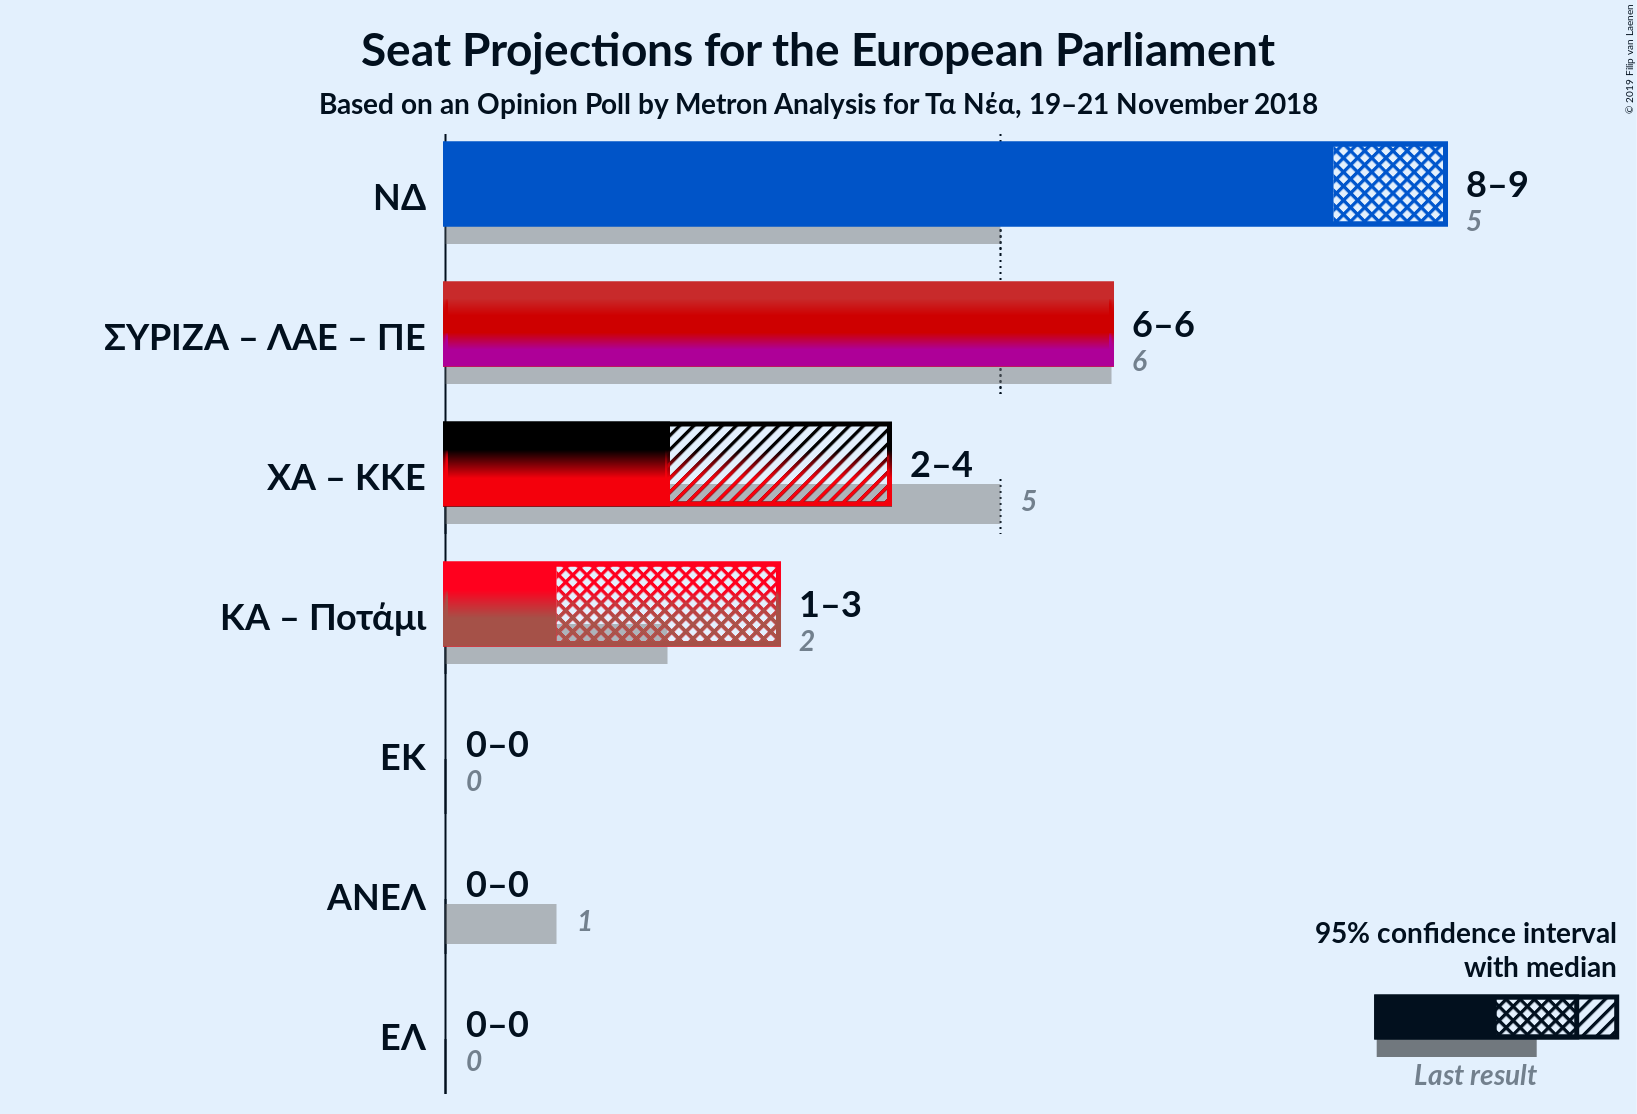 Seat Projections for the European Parliament
Based on an Opinion Poll by Metron Analysis for Τα Νέα, 19–21 November 2018
© 2019 Filip van Laenen
ΝΔ
8–9
5
ΣΥΡΙΖΑ – ΛΑΕ – ΠΕ
6–6
6
ΧΑ – ΚΚΕ
2–4
5
ΚΑ – Ποτάμι
1–3
2
ΕΚ
0–0
0
ΑΝΕΛ
0–0
1
ΕΛ
0–0
0
95% confidence interval
with median
Last result